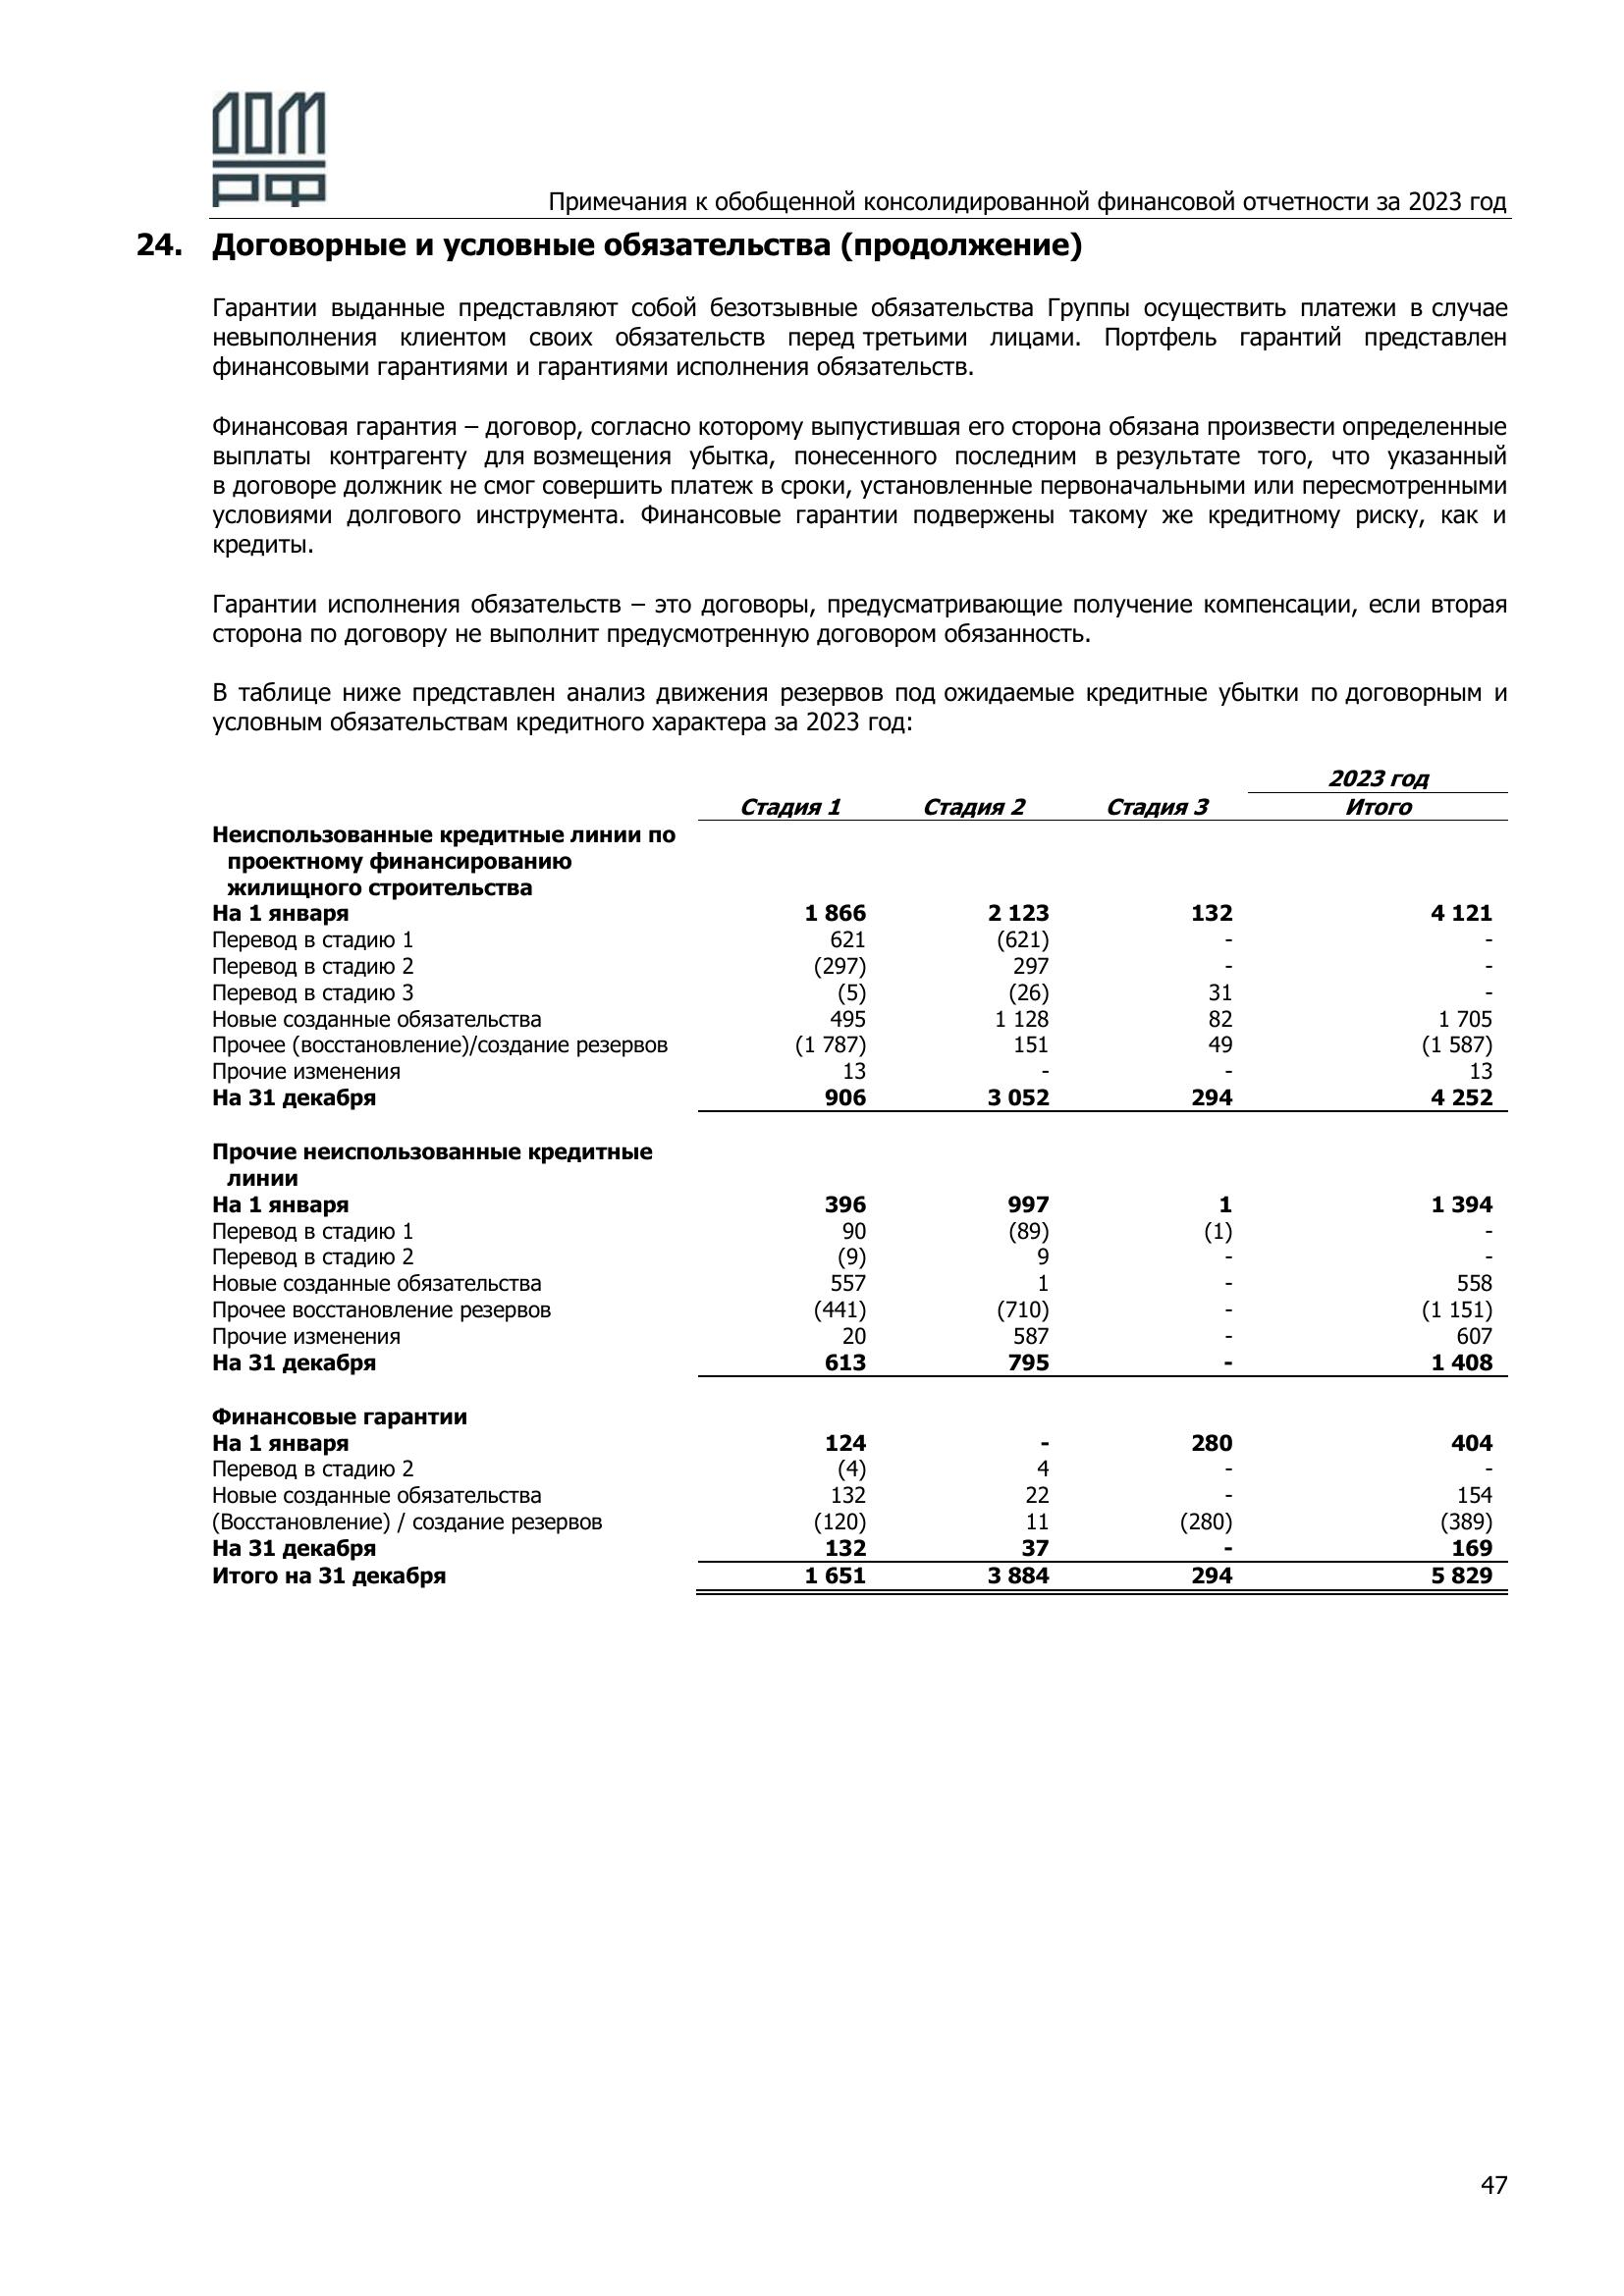 ДОМ
РФ
Примечания к обобщенной консолидированной финансовой отчетности за 2023 год
24. Договорные и условные обязательства (продолжение)
Гарантии выданные представляют собой безотзывные обязательства Группы осуществить платежи в случае
невыполнения клиентом своих обязательств перед третьими лицами. Портфель гарантий представлен
финансовыми гарантиями и гарантиями исполнения обязательств.
Финансовая гарантия – договор, согласно которому выпустившая его сторона обязана произвести определенные
выплаты контрагенту для возмещения убытка, понесенного последним в результате того, что указанный
в договоре должник не смог совершить платеж в сроки, установленные первоначальными или пересмотренными
условиями долгового инструмента. Финансовые гарантии подвержены такому же кредитному риску, как и
кредиты.
Гарантии исполнения обязательств – это договоры, предусматривающие получение компенсации, если вторая
сторона по договору не выполнит предусмотренную договором обязанность.
В таблице ниже представлен анализ движения резервов под ожидаемые кредитные убытки по договорным и
условным обязательствам кредитного характера за 2023 год:
2023 год
Стадия 1 Стадия 2 Стадия 3 Итого
Неиспользованные кредитные линии по
проектному финансированию
жилищного строительства
На 1 января 1 866 2 123 132 4 121
Перевод в стадию 1 621 (621) - -
Перевод в стадию 2 (297) 297 - -
Перевод в стадию 3 (5) (26) 31 -
Новые созданные обязательства 495 1 128 82 1 705
Прочее (восстановление)/создание резервов (1 787) 151 49 (1 587)
Прочие изменения 13 - - 13
На 31 декабря 906 3 052 294 4 252
Прочие неиспользованные кредитные
линии
На 1 января 396 997 1 1 394
Перевод в стадию 1 90 (89) (1) -
Перевод в стадию 2 (9) 9 - -
Новые созданные обязательства 557 1 - 558
Прочее восстановление резервов (441) (710) - (1 151)
Прочие изменения 20 587 - 607
На 31 декабря 613 795 - 1 408
Финансовые гарантии
На 1 января 124 - 280 404
Перевод в стадию 2 (4) 4 - -
Новые созданные обязательства 132 22 - 154
(Восстановление) / создание резервов (120) 11 (280) (389)
На 31 декабря 132 37 - 169
Итого на 31 декабря 1 651 3 884 294 5 829
47